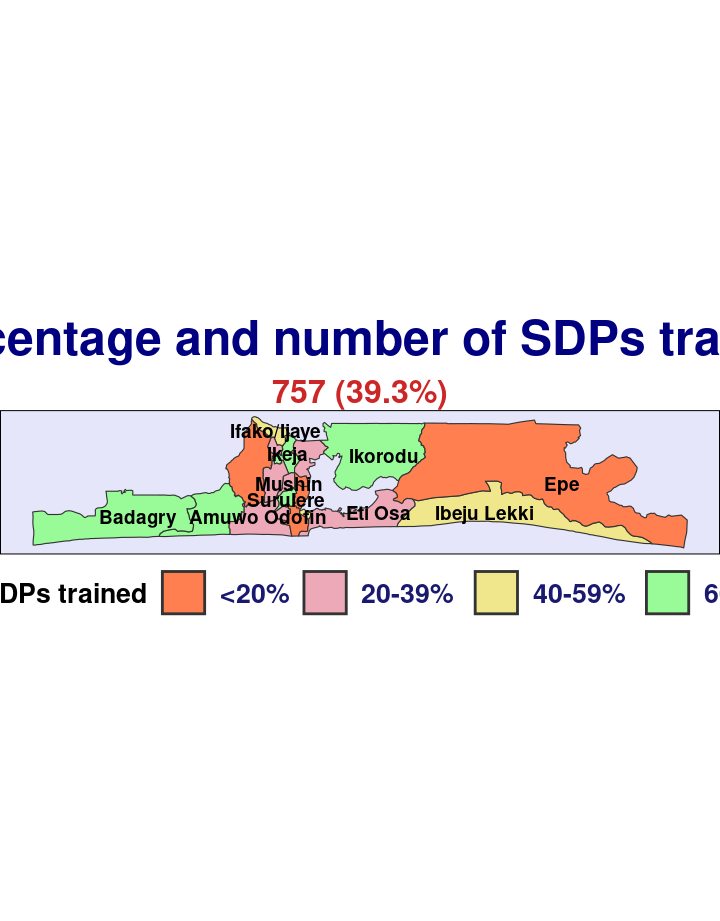 centage and number of SDPs tra
757 (39.3%)
Ifako/Ijaye
Ikeja
Ikorodu
Mushin
Epe
Surulere
Badagry
Amuwo Odofin
Eti Osa
Ibeju Lekki
DPs trained <20% 20-39% 40-59% 6